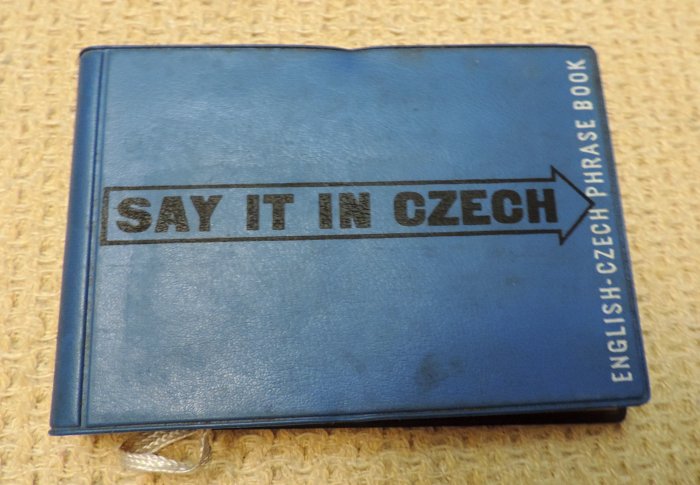 SAY IT IN CZECH
ENGLISH-CZECH PHRASE BOOK